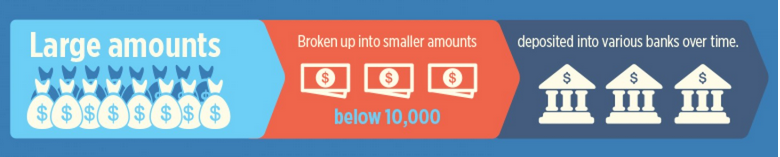 Large amounts
Broken up into smaller amounts
$ $ $
below 10,000
deposited into various banks over time.
$ $ $
$ $ $ $ $ $ $ $